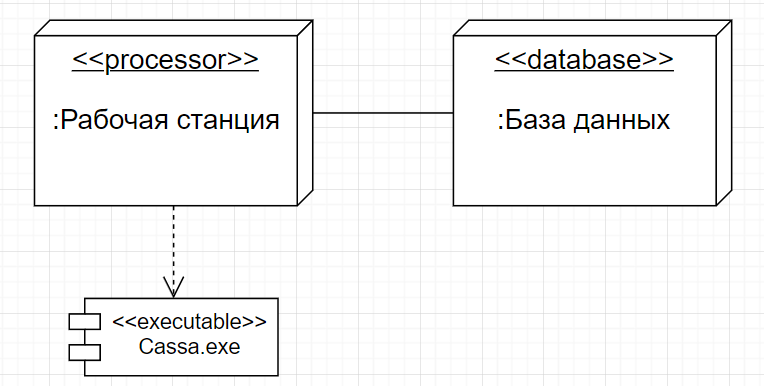 <<processor>>
:Рабочая станция
<<database>>
:База данных
<<executable>>
Cassa.exe